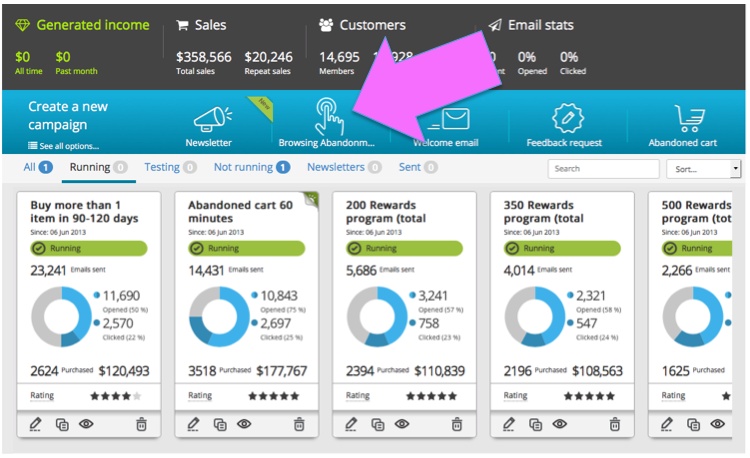 Generated income
Sales
Customers
Email stats
$0 $0
All time Past month
$358,566 $20,246
Total sales Repeat sales
14,695 928
Members
0 0% 0%
Opened Clicked
Create a new
campaign
See all options...
New
Newsletter
Browsing Abandonm...
Welcome email
Feedback request
Abandoned cart
All 1 Running 0 Testing 0 Not running 1 Newsletters 0 Sent 0
Search
Sort...
Buy more than 1
item in 90-120 days
Since: 06 Jun 2013
Running
23,241 Emails sent
11,690
Opened (50 %)
2,570
Clicked (22 %)
2624 Purchased $120,493
Rating
Abandoned cart 60
minutes
Since: 06 Jun 2013
Running
14,431 Emails sent
10,843
Opened (75 %)
2,697
Clicked (25 %)
3518 Purchased $177,767
Rating
200 Rewards
program (total
Since: 06 Jun 2013
Running
5,686 Emails sent
3,241
Opened (57 %)
758
Clicked (23 %)
2394 Purchased $110,839
Rating
350 Rewards
program (total
Since: 06 Jun 2013
Running
4,014 Emails sent
2,321
Opened (58 %)
547
Clicked (24 %)
2196 Purchased $108,563
Rating
500 Rewards
program (tot
Since: 06 Jun 2013
Running
2,266 Emails sent
1625 Purchased
Rating